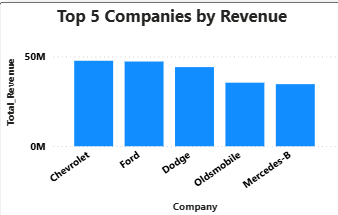 Top 5 Companies by Revenue
50M
0M
Total_Revenue
Chevrolet
Ford
Dodge
Oldsmobile
Mercedes-B
Company